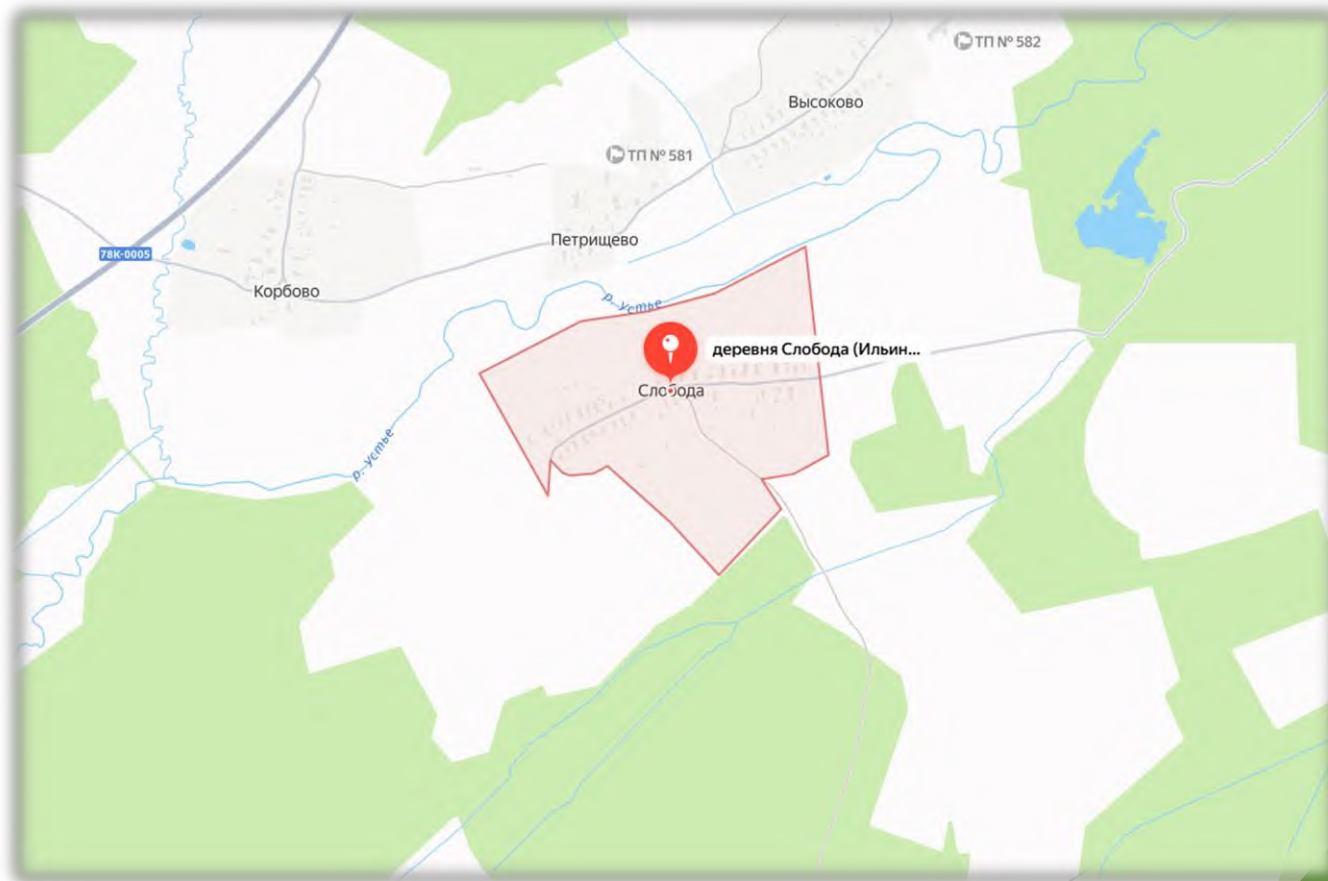 ТП № 582
Высоково
ТП № 581
Петрищево
78К-0005
Корбово
р. Устье
деревня Слобода (Ильин...
Слобода
р. Устье